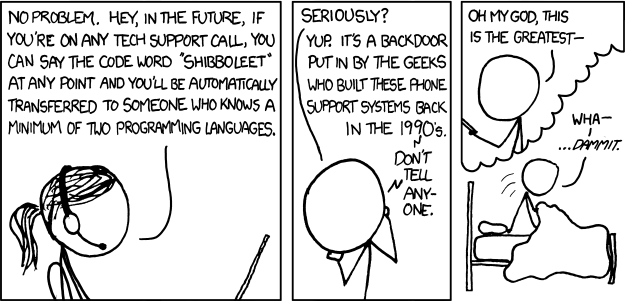 NO PROBLEM. HEY, IN THE FUTURE, IF
YOU'RE ON ANY TECH SUPPORT CALL, YOU
CAN SAY THE CODE WORD "SHIBBOLEET"
AT ANY POINT AND YOU'LL BE AUTOMATICALLY
TRANSFERRED TO SOMEONE WHO KNOWS A
MINIMUM OF TWO PROGRAMMING LANGUAGES.
SERIOUSLY?
YUP. IT'S A BACKDOOR
PUT IN BY THE GEEKS
WHO BUILT THESE PHONE
SUPPORT SYSTEMS BACK
IN THE 1990's.
DON'T
TELL
ANY-
ONE.
OH MY GOD, THIS
IS THE GREATEST—
WHA—
...DAMMIT.